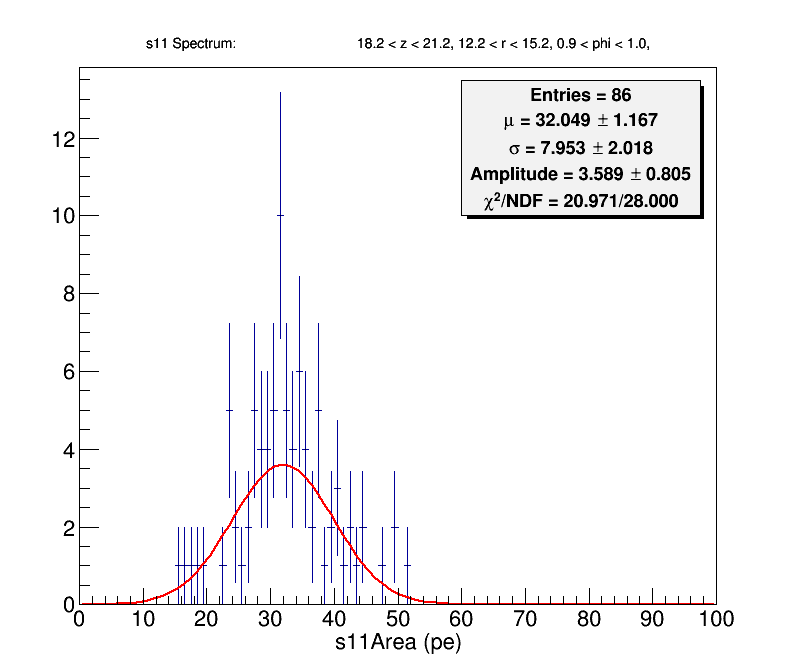 s11 Spectrum: 18.2 < z < 21.2, 12.2 < r < 15.2, 0.9 < phi < 1.0,
Entries = 86
μ = 32.049 ± 1.167
σ = 7.953 ± 2.018
Amplitude = 3.589 ± 0.805
χ²/NDF = 20.971/28.000
12
10
8
6
4
2
0
0 10 20 30 40 50 60 70 80 90 100
s11Area (pe)